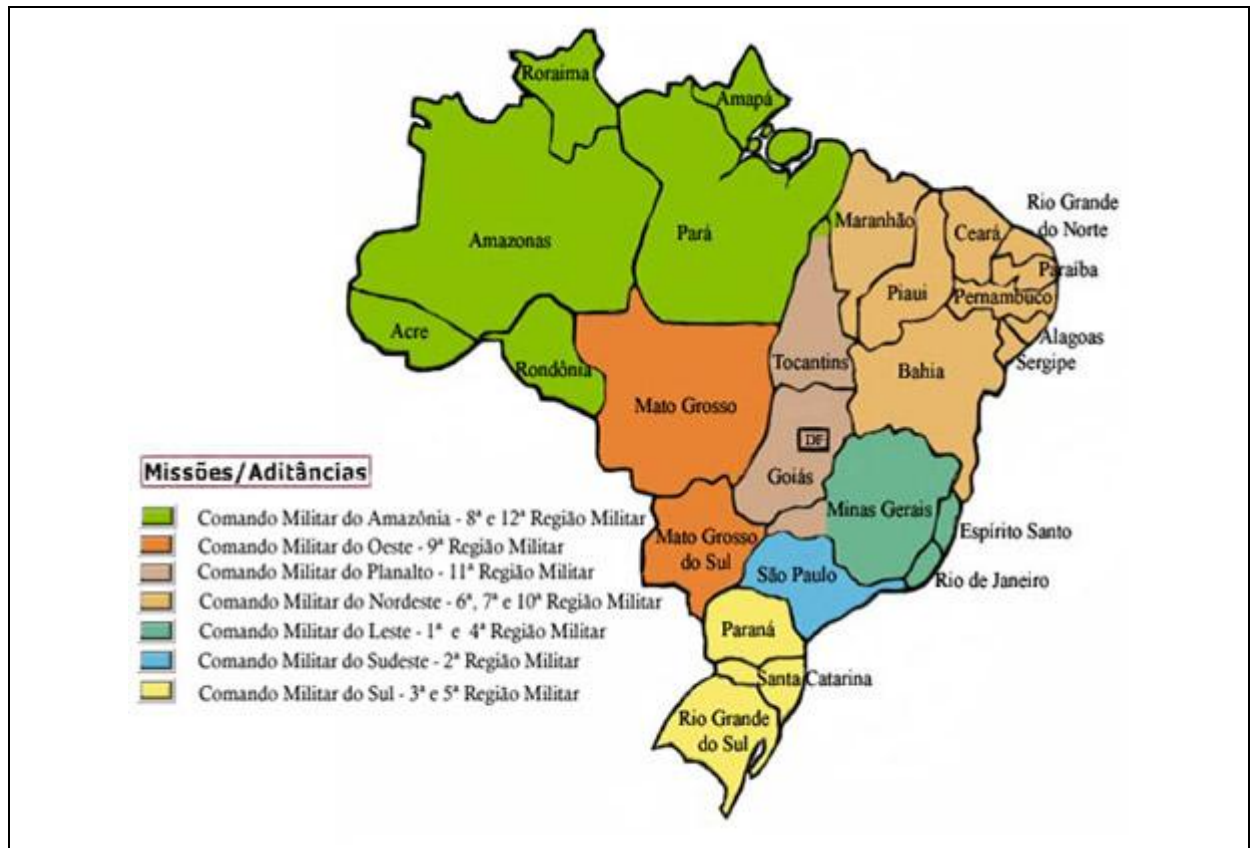 Roraima
Amapá
Rio Grande
do Norte
Maranhão
Ceará
Pará
Amazonas
Paraíba
Piaui
Pernambuco
Acre
Alagoas
Sergipe
Tocantins
Rondônia
Bahia
Mato Grosso
DF
Goiás
Minas Gerais
Espírito Santo
Mato Grosso
do Sul
São Paulo
Rio de Janeiro
Paraná
Santa Catarina
Rio Grande
do Sul
Missões/Aditâncias
Comando Militar do Amazônia - 8ª e 12ª Região Militar
Comando Militar do Oeste - 9ª Região Militar
Comando Militar do Planalto - 11ª Região Militar
Comando Militar do Nordeste - 6ª, 7ª e 10ª Região Militar
Comando Militar do Leste - 1ª e 4ª Região Militar
Comando Militar do Sudeste - 2ª Região Militar
Comando Militar do Sul - 3ª e 5ª Região Militar